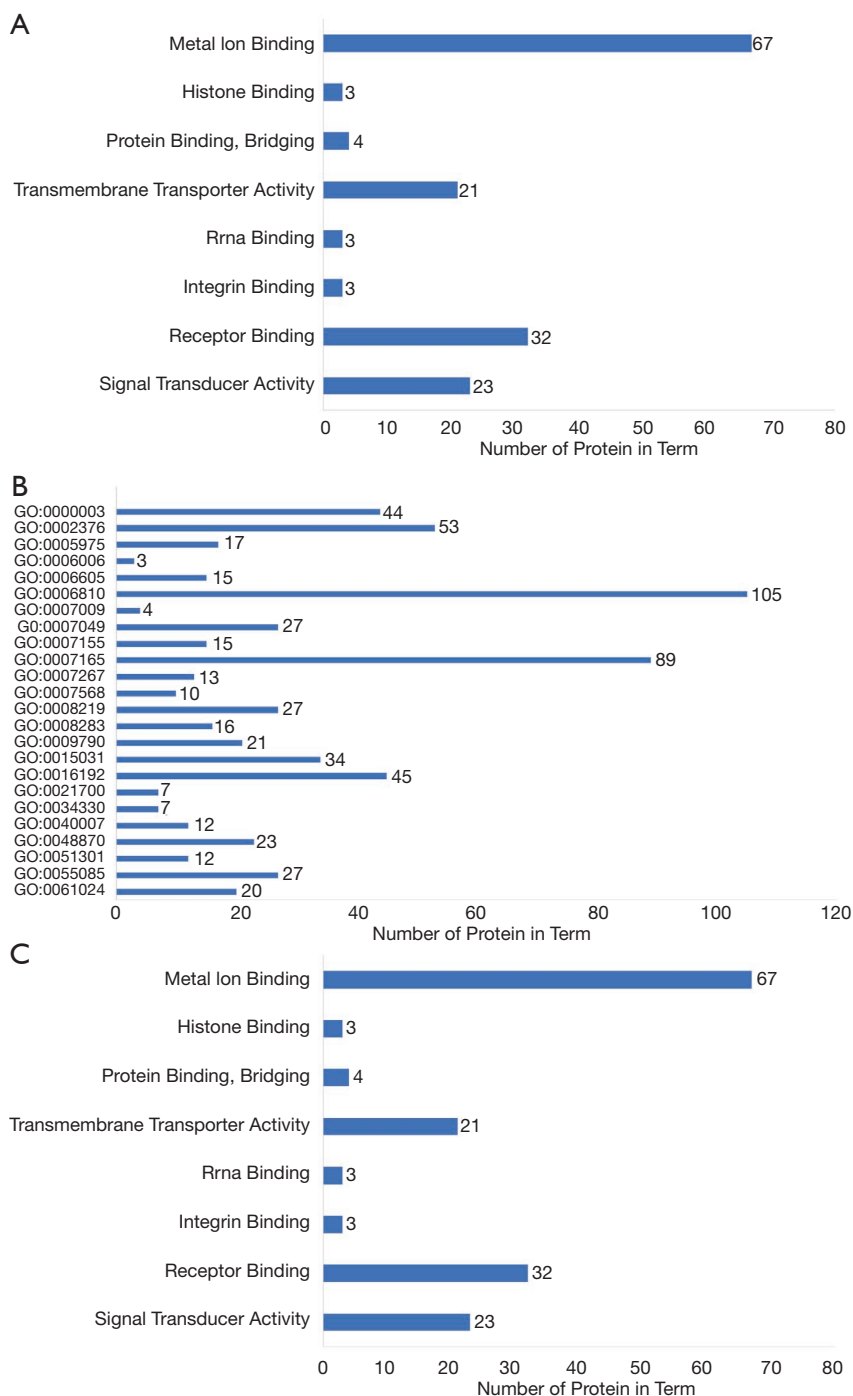 A
Metal Ion Binding 67
Histone Binding 3
Protein Binding, Bridging 4
Transmembrane Transporter Activity 21
Rrna Binding 3
Integrin Binding 3
Receptor Binding 32
Signal Transducer Activity 23
0 10 20 30 40 50 60 70 80
Number of Protein in Term
B
GO:0000003 44
GO:0002376 53
GO:0005975 17
GO:0006006 3
GO:0006605 15
GO:0006810 105
GO:0007009 4
G0:0007049 27
GO:0007155 15
GO:0007165 89
GO:0007267 13
GO:0007568 10
GO:0008219 27
GO:0008283 16
GO:0009790 21
GO:0015031 34
GO:0016192 45
GO:0021700 7
GO:0034330 7
GO:0040007 12
GO:0048870 23
GO:0051301 12
GO:0055085 27
GO:0061024 20
0 20 40 60 80 100 120
Number of Protein in Term
C
Metal Ion Binding 67
Histone Binding 3
Protein Binding, Bridging 4
Transmembrane Transporter Activity 21
Rrna Binding 3
Integrin Binding 3
Receptor Binding 32
Signal Transducer Activity 23
0 10 20 30 40 50 60 70 80
Number of Protein in Term